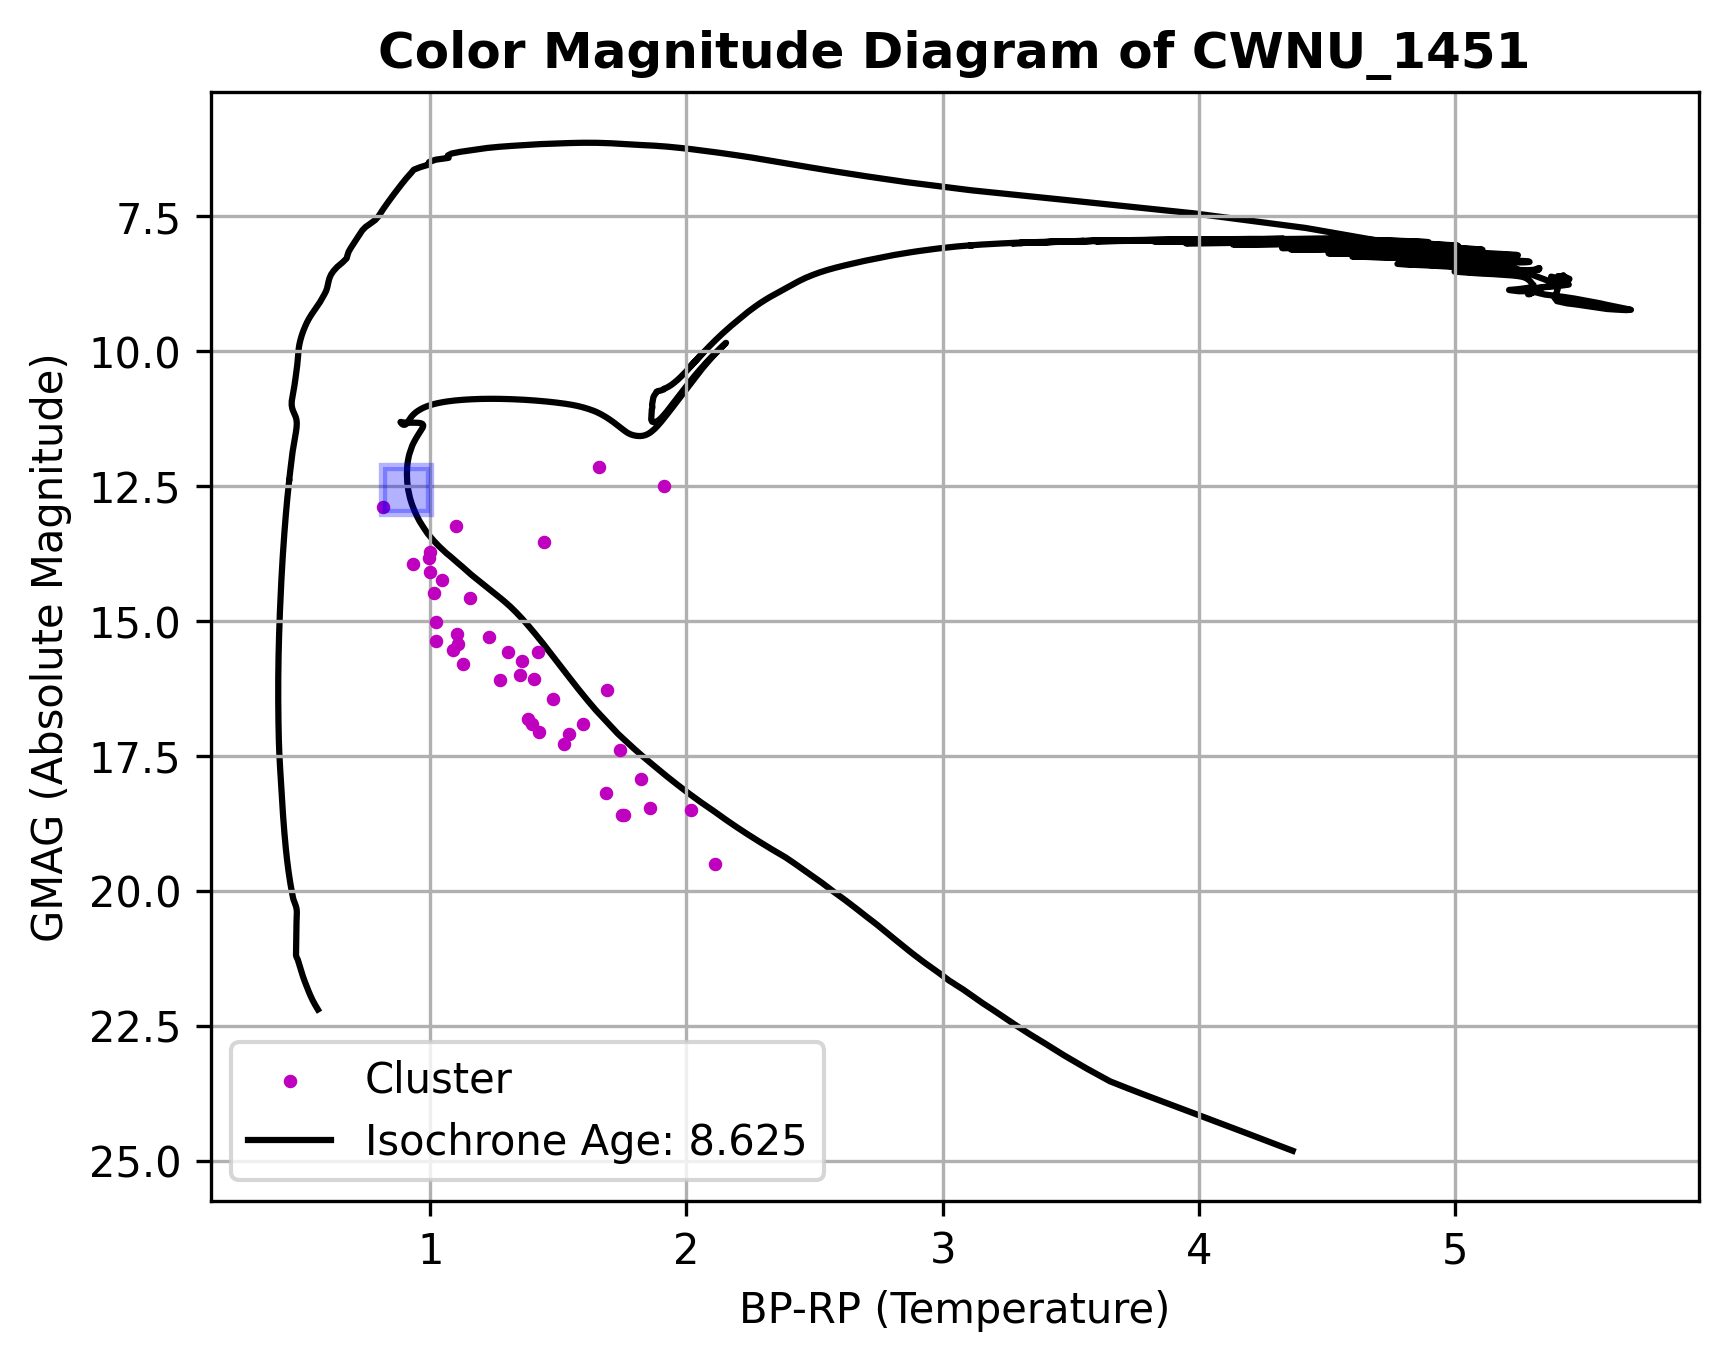 Color Magnitude Diagram of CWNU_1451
GMAG (Absolute Magnitude)
7.5
10.0
12.5
15.0
17.5
20.0
22.5
25.0
Cluster
Isochrone Age: 8.625
1 2 3 4 5
BP-RP (Temperature)